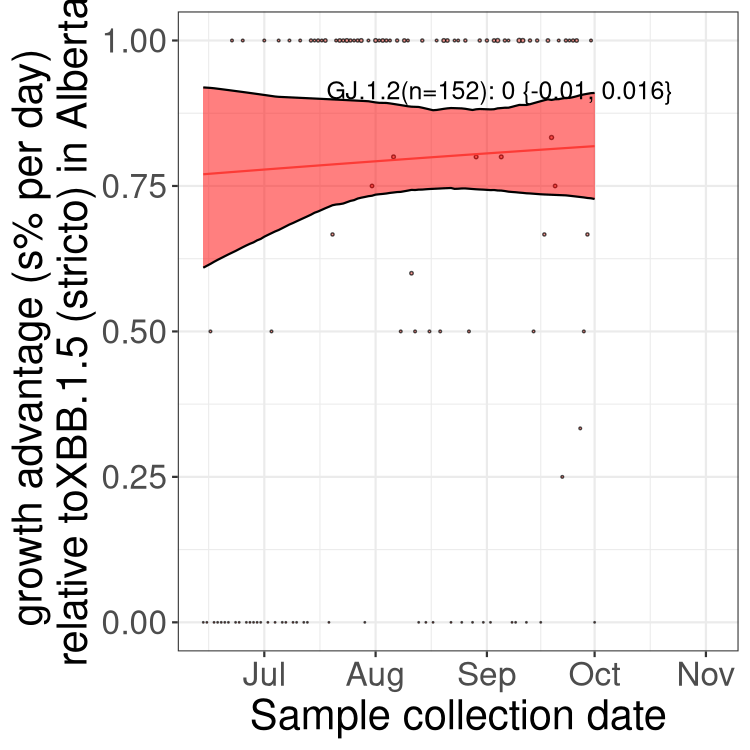 growth advantage (s% per day)
relative toXBB.1.5 (stricto) in Alberta
1.00
0.75
0.50
0.25
0.00
GJ.1.2(n=152): 0 {-0.01, 0.016}
Jul Aug Sep Oct Nov
Sample collection date